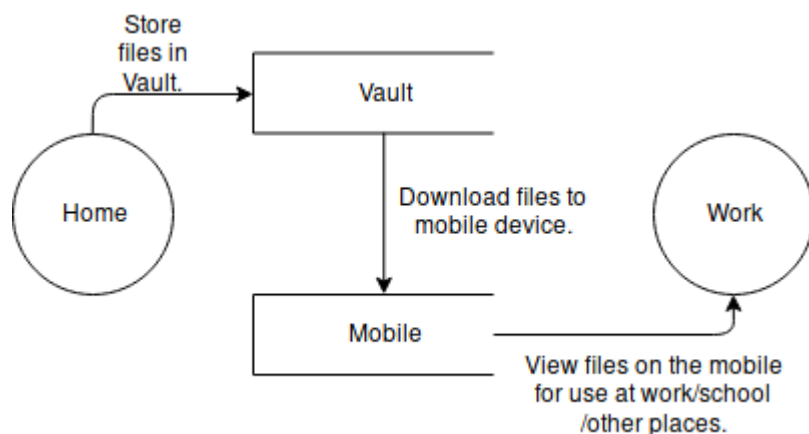 Store
files in
Vault.
Vault
Home
Download files to
mobile device.
Work
Mobile
View files on the mobile
for use at work/school
/other places.